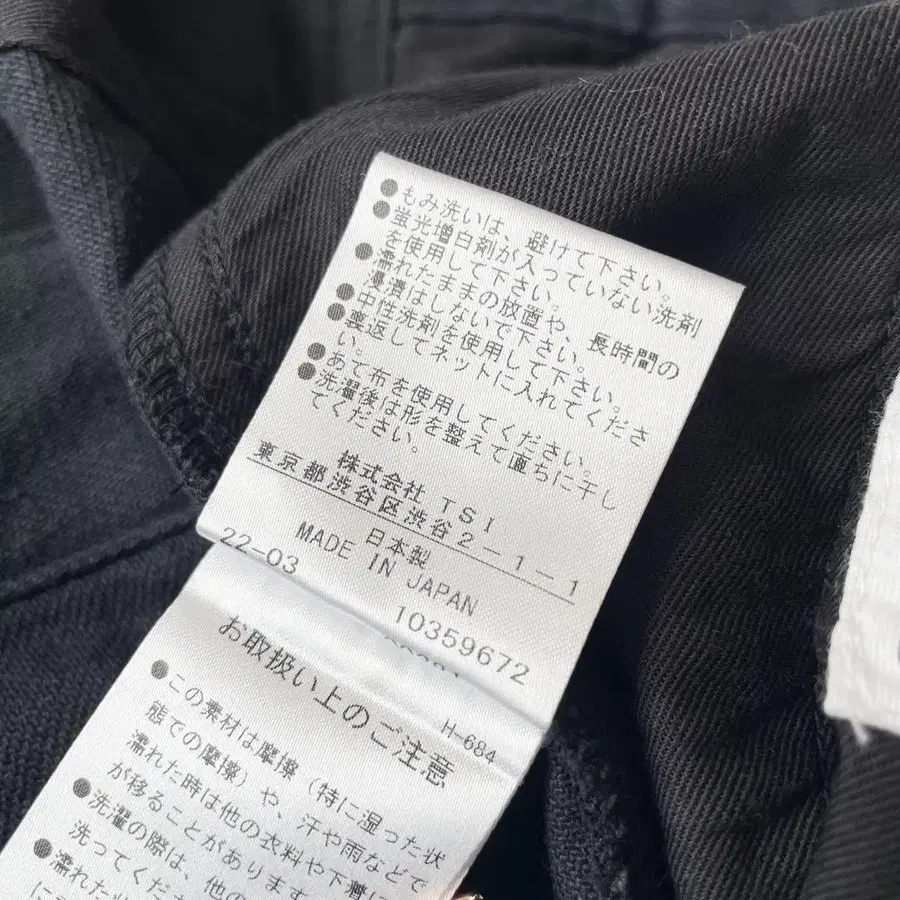 ●もみ洗いは、避けて下さい。
●蛍光増白剤が入っていない洗剤
を使用して下さい。
●濡れたままの放置や、長時間の
浸漬はしないで下さい。
●中性洗剤を使用して下さい。
●裏返してネットに入れてくださ
い。
●あて布を使用してください。
●洗濯後は形を整えて直ちに干し
てください。
株式会社 TSI
東京都渋谷区渋谷2-1-1
日本製
22-03 MADE IN JAPAN
10359672
H-684
お取扱い上のご注意
●この素材は摩擦（特に湿った状
態での摩擦）や、汗や雨などで
濡れた時は他の衣料や下着に
が移ることがあります
●洗濯の際は、他の
洗ってくだ
●濡れた
に